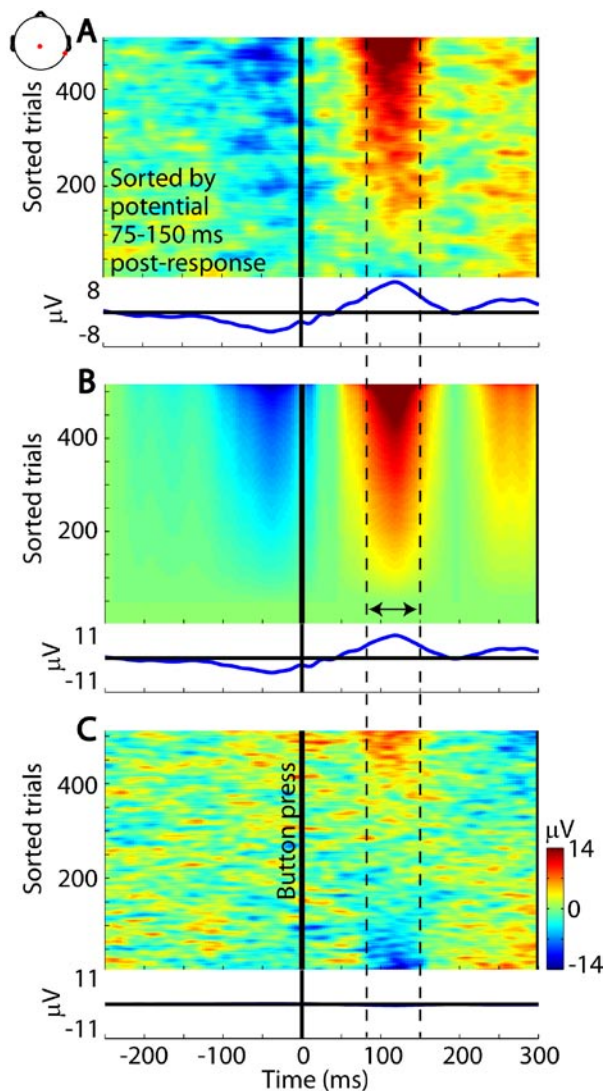 A
Sorted trials
400
200
Sorted by
potential
75-150 ms
post-response
μV
8
-8
B
Sorted trials
400
200
μV
11
-11
C
Sorted trials
400
200
Button press
μV
14
0
-14
μV
11
-11
-200 -100 0 100 200 300
Time (ms)